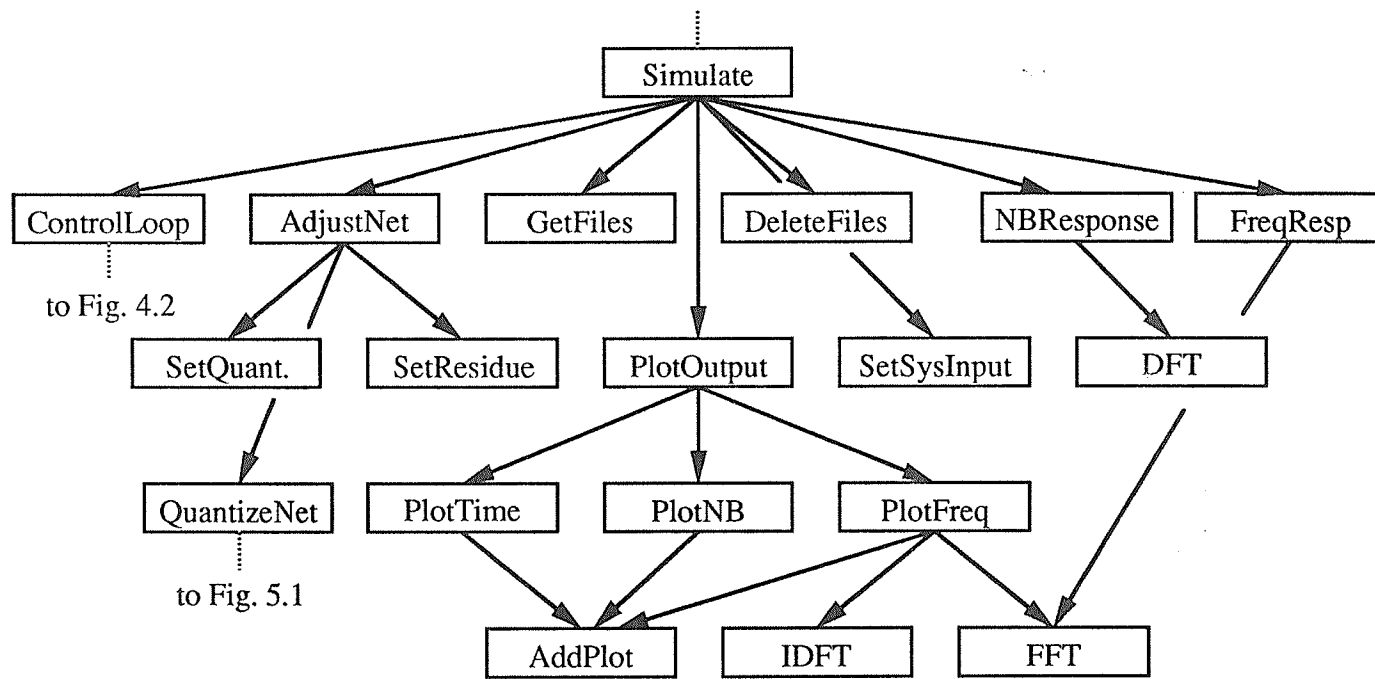 Simulate
ControlLoop
AdjustNet
GetFiles
DeleteFiles
NBResponse
FreqResp
to Fig. 4.2
SetQuant.
SetResidue
PlotOutput
SetSysInput
DFT
QuantizeNet
PlotTime
PlotNB
PlotFreq
to Fig. 5.1
AddPlot
IDFT
FFT